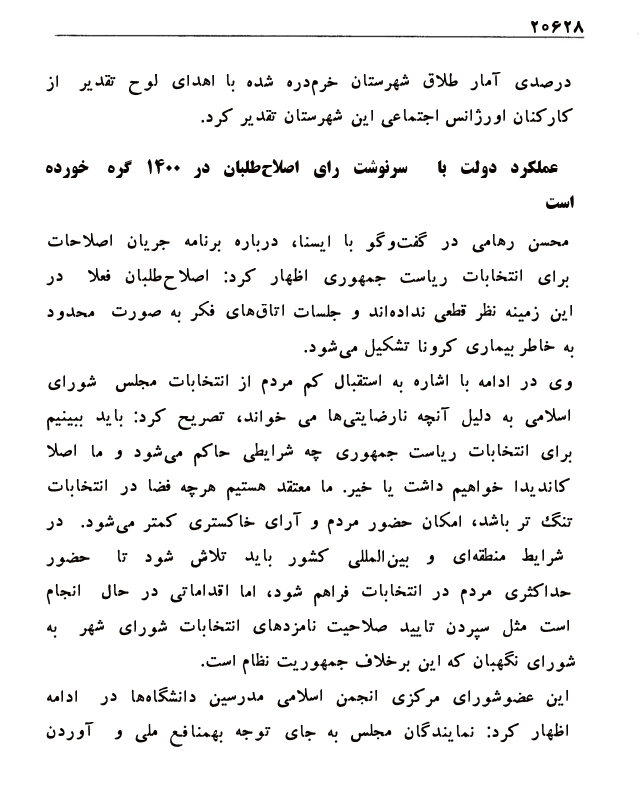 ۲۰۶۲۸
درصدی آمار طلاق شهرستان خرم‌دره شده با اهدای لوح تقدیر از
کارکنان اورژانس اجتماعی این شهرستان تقدیر کرد.
عملکرد دولت با سرنوشت رای اصلاح‌طلبان در ۱۴۰۰ گره خورده
است
محسن رهامی در گفت‌وگو با ایسنا، درباره برنامه جریان اصلاحات
برای انتخابات ریاست جمهوری اظهار کرد: اصلاح‌طلبان فعلا در
این زمینه نظر قطعی نداده‌اند و جلسات اتاق‌های فکر به صورت محدود
به خاطر بیماری کرونا تشکیل می‌شود.
وی در ادامه با اشاره به استقبال کم مردم از انتخابات مجلس شورای
اسلامی به دلیل آنچه نارضایتی‌ها می خواند، تصریح کرد: باید ببینیم
برای انتخابات ریاست جمهوری چه شرایطی حاکم می‌شود و ما اصلا
کاندیدا خواهیم داشت یا خیر. ما معتقد هستیم هرچه فضا در انتخابات
تنگ تر باشد، امکان حضور مردم و آرای خاکستری کمتر می‌شود. در
شرایط منطقه‌ای و بین‌المللی کشور باید تلاش شود تا حضور
حداکثری مردم در انتخابات فراهم شود، اما اقداماتی در حال انجام
است مثل سپردن تایید صلاحیت نامزدهای انتخابات شورای شهر به
شورای نگهبان که این برخلاف جمهوریت نظام است.
این عضوشورای مرکزی انجمن اسلامی مدرسین دانشگاه‌ها در ادامه
اظهار کرد: نمایندگان مجلس به جای توجه بهمنافع ملی و آوردن